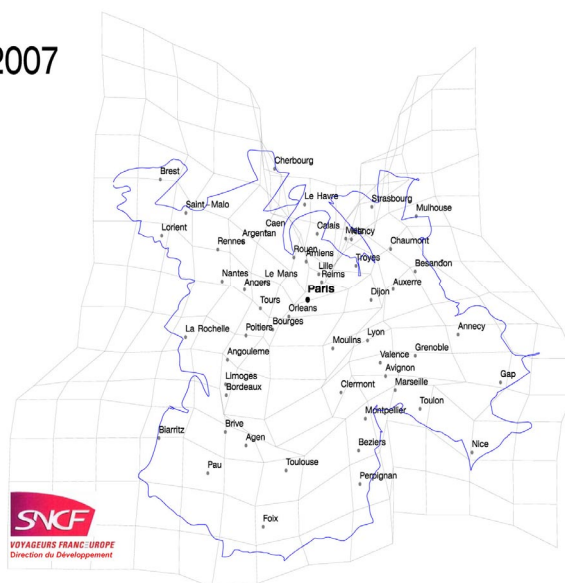 2007
Cherbourg
Brest
Le Havre
Strasbourg
Saint-Malo
Mulhouse
Caen
Calais
Lorient
Argentan
Nancy
Rennes
Chaumont
Rouen
Amiens
Troyes
Lille
Besandon
Nantes
Le Mans
Reims
Angers
Auxerre
Paris
Dijon
Tours
Orleans
Bourges
La Rochelle
Poitiers
Lyon
Annecy
Moulins
Angouleme
Valence
Grenoble
Avignon
Limoges
Gap
Bordeaux
Clermont
Marseille
Toulon
Montpellier
Brive
Biarritz
Agen
Beziers
Nice
Pau
Toulouse
Perpignan
Foix
SNCF
VOYAGEURS FRANCE EUROPE
Direction du Développement